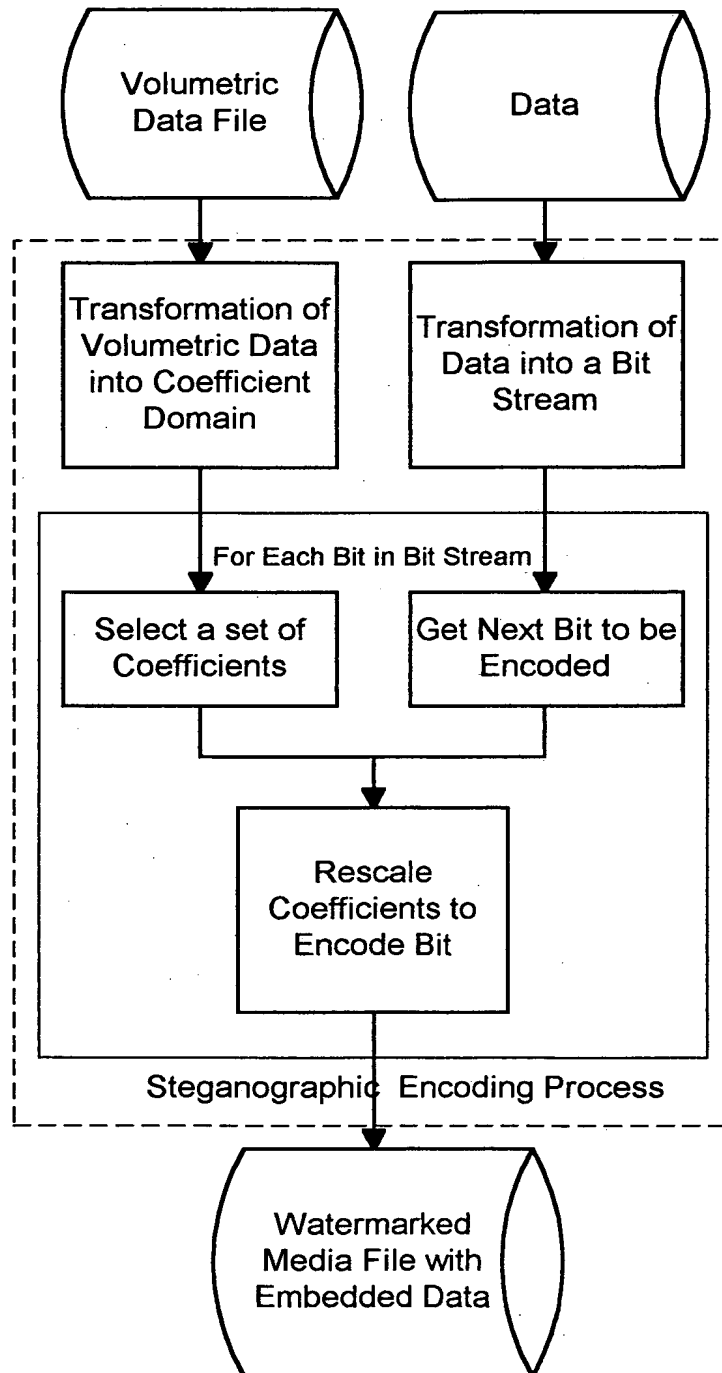 Volumetric
Data File
Data
Transformation of
Volumetric Data
into Coefficient
Domain
Transformation of
Data into a Bit
Stream
For Each Bit in Bit Stream
Select a set of
Coefficients
Get Next Bit to be
Encoded
Rescale
Coefficients to
Encode Bit
Steganographic Encoding Process
Watermarked
Media File with
Embedded Data